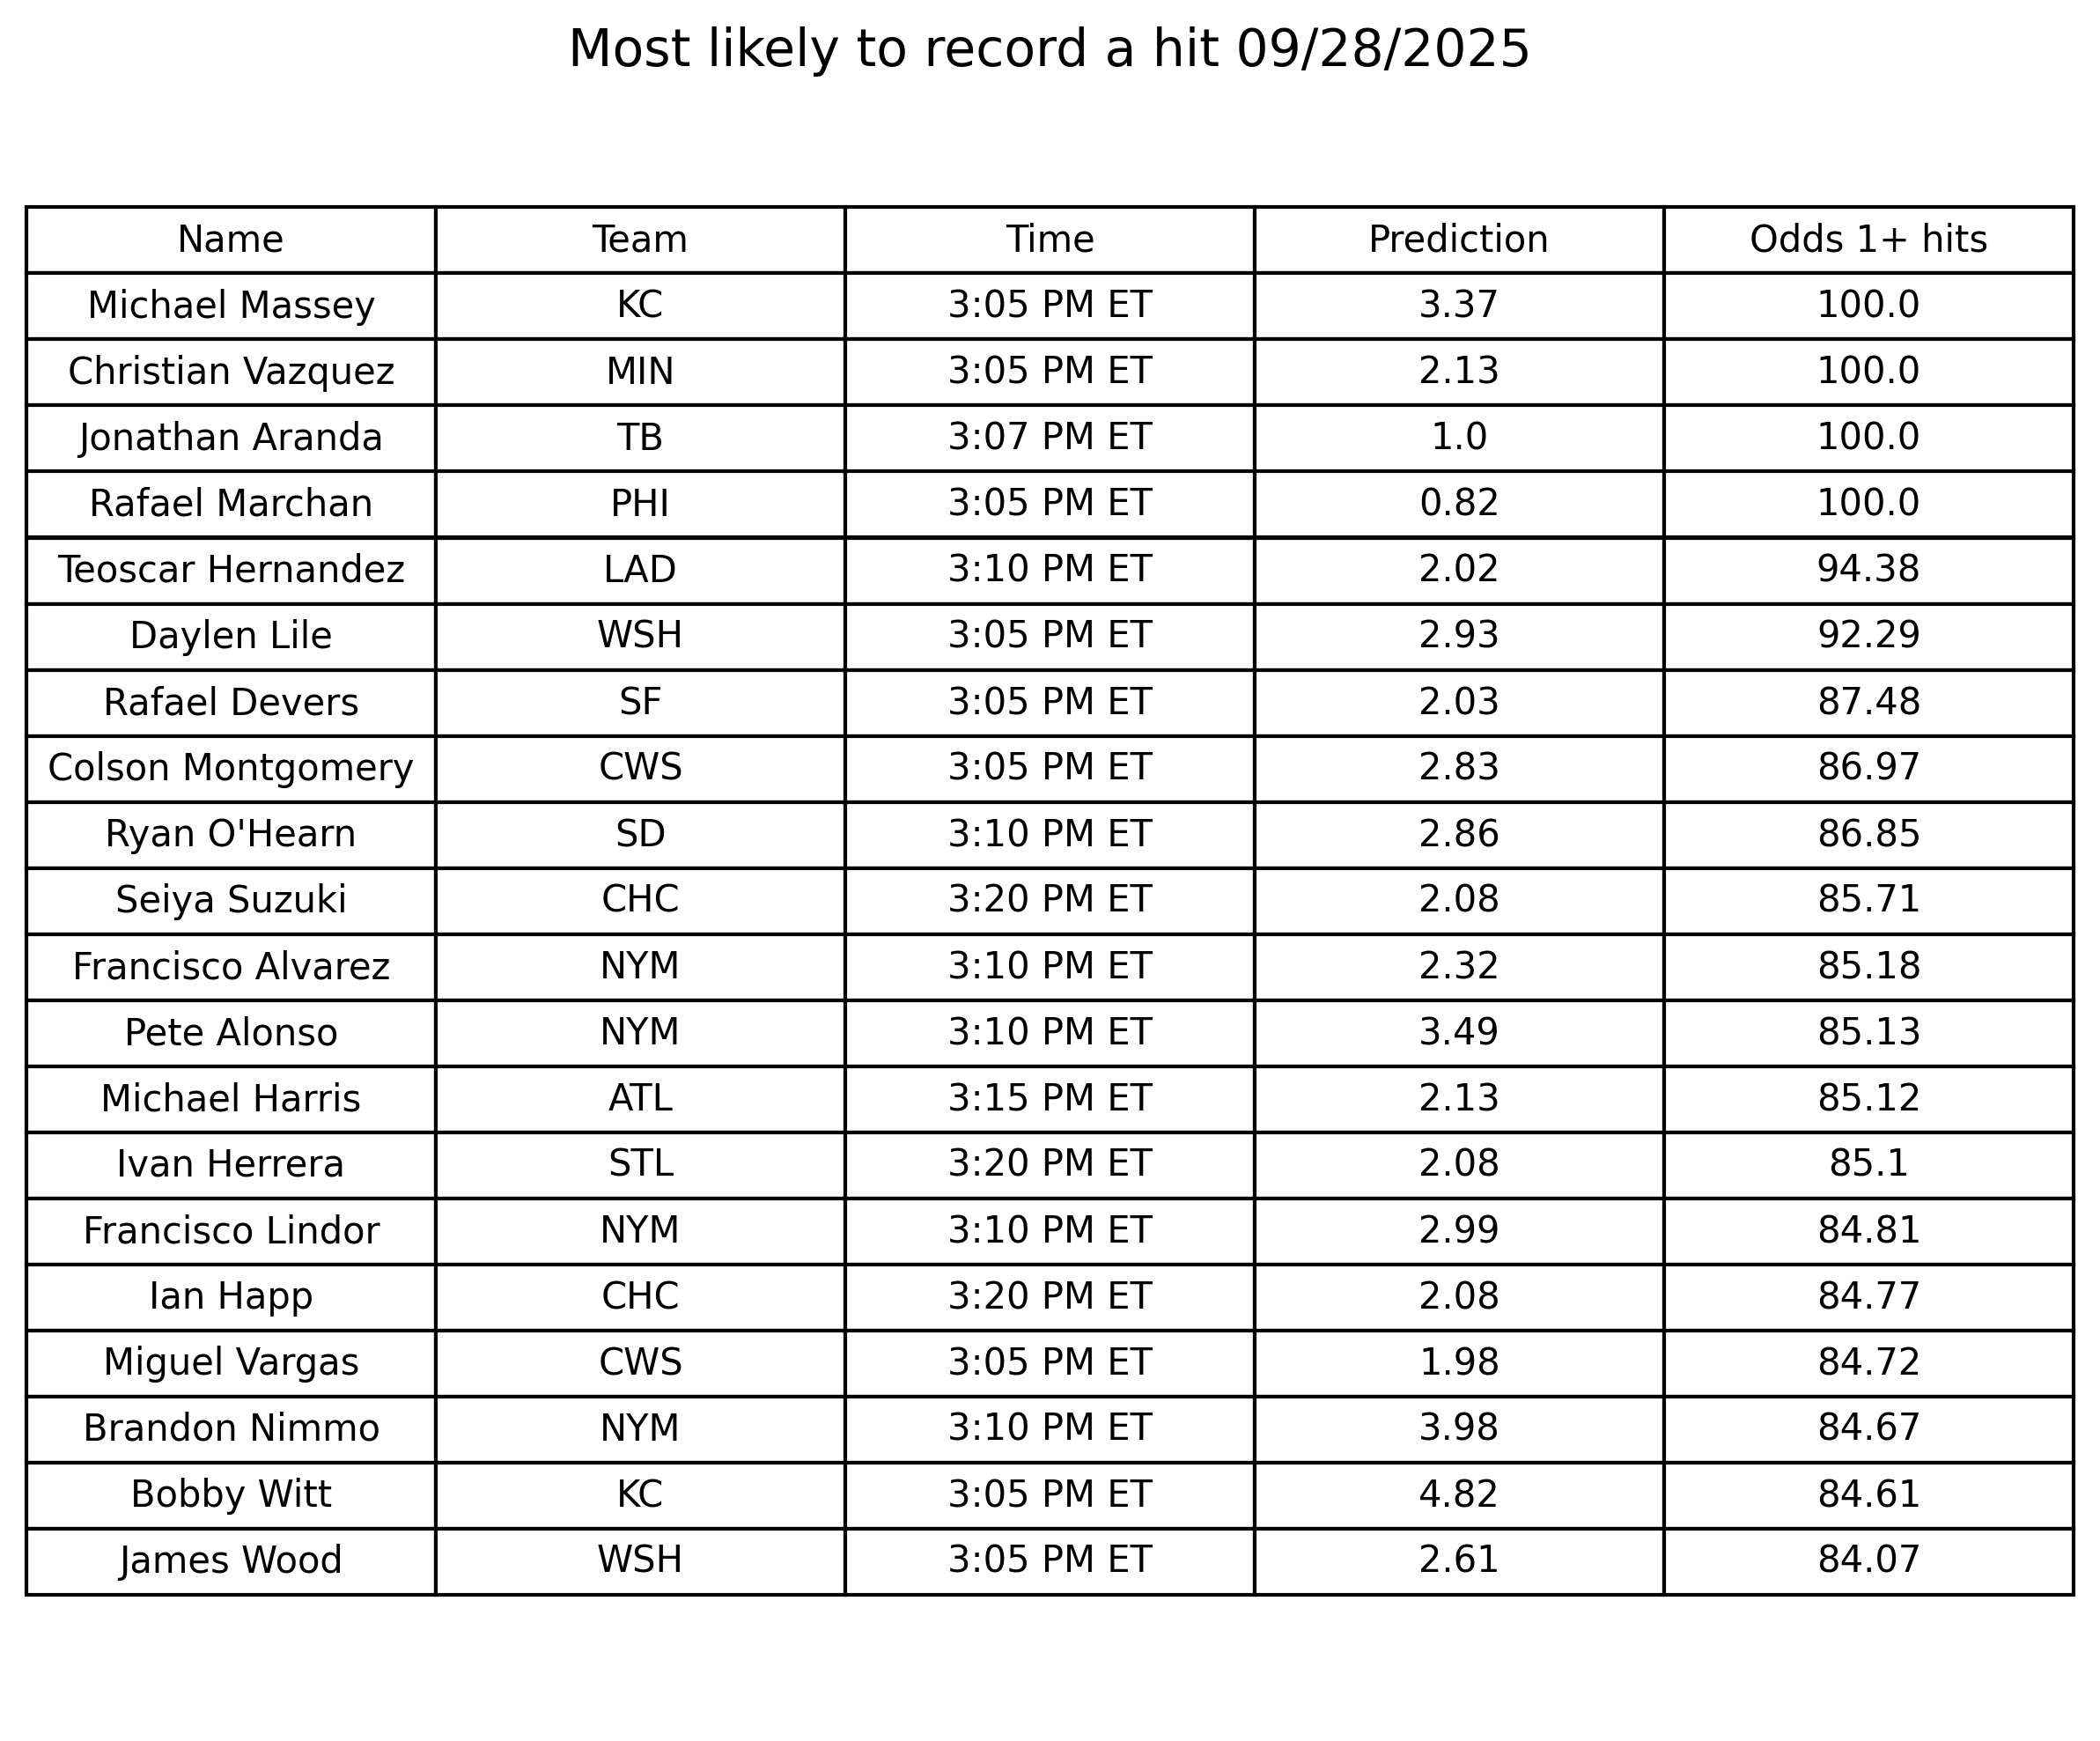 Most likely to record a hit 09/28/2025
Name Team Time Prediction Odds 1+ hits
Michael Massey KC 3:05 PM ET 3.37 100.0
Christian Vazquez MIN 3:05 PM ET 2.13 100.0
Jonathan Aranda TB 3:07 PM ET 1.0 100.0
Rafael Marchan PHI 3:05 PM ET 0.82 100.0
Teoscar Hernandez LAD 3:10 PM ET 2.02 94.38
Daylen Lile WSH 3:05 PM ET 2.93 92.29
Rafael Devers SF 3:05 PM ET 2.03 87.48
Colson Montgomery CWS 3:05 PM ET 2.83 86.97
Ryan O'Hearn SD 3:10 PM ET 2.86 86.85
Seiya Suzuki CHC 3:20 PM ET 2.08 85.71
Francisco Alvarez NYM 3:10 PM ET 2.32 85.18
Pete Alonso NYM 3:10 PM ET 3.49 85.13
Michael Harris ATL 3:15 PM ET 2.13 85.12
Ivan Herrera STL 3:20 PM ET 2.08 85.1
Francisco Lindor NYM 3:10 PM ET 2.99 84.81
Ian Happ CHC 3:20 PM ET 2.08 84.77
Miguel Vargas CWS 3:05 PM ET 1.98 84.72
Brandon Nimmo NYM 3:10 PM ET 3.98 84.67
Bobby Witt KC 3:05 PM ET 4.82 84.61
James Wood WSH 3:05 PM ET 2.61 84.07